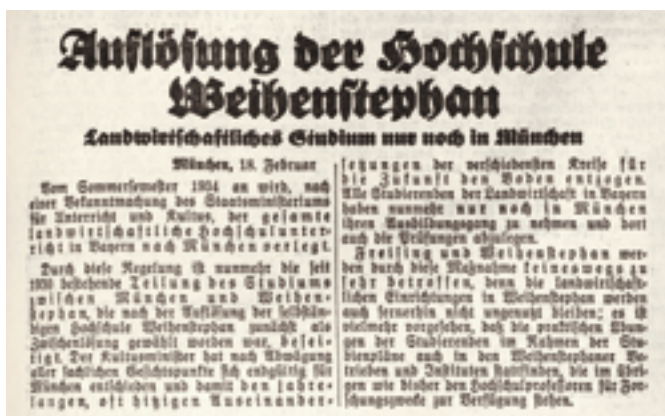 Auflösung der Hochschule
Weihenstephan
Landwirtschaftliches Studium nur noch in München
München, 18. Februar
Vom Sommersemester 1934 an wird, nach
einer Bekanntmachung des Staatsministeriums
für Unterricht und Kultus, der gesamte
landwirtschaftliche Hochschulunter-
richt in Bayern nach München verlegt.
Durch diese Regelung ist nunmehr die seit
1930 bestehende Teilung des Studiums
zwischen München und Weihen-
stephan, die nach der Auflösung der selbstän-
digen Hochschule Weihenstephan zunächst als
Zwischenlösung gewählt worden war, besei-
tigt. Der Kultusminister hat nach Abwägung
aller sachlichen Gesichtspunkte sich endgültig für
München entschieden und damit den jahre-
langen, oft hitzigen Auseinander-
setzungen der verschiedensten Kreise für
die Zukunft den Boden entzogen.
Alle Studierenden der Landwirtschaft in Bayern
haben nunmehr nur noch in München
ihren Ausbildungsgang zu nehmen und dort
auch die Prüfungen abzulegen.
Freising und Weihenstephan wer-
den durch diese Maßnahme keineswegs zu
sehr betroffen, denn die landwirtschaft-
lichen Einrichtungen in Weihenstephan werden
auch fernerhin nicht ungenutzt bleiben; es ist
vielmehr vorgesehen, daß die praktischen Übun-
gen der Studierenden im Rahmen der Stu-
dienpläne auch in den Weihenstephaner Be-
trieben und Instituten stattfinden, die im übri-
gen wie bisher den Hochschulprofessoren für For-
schungszwecke zur Verfügung stehen.